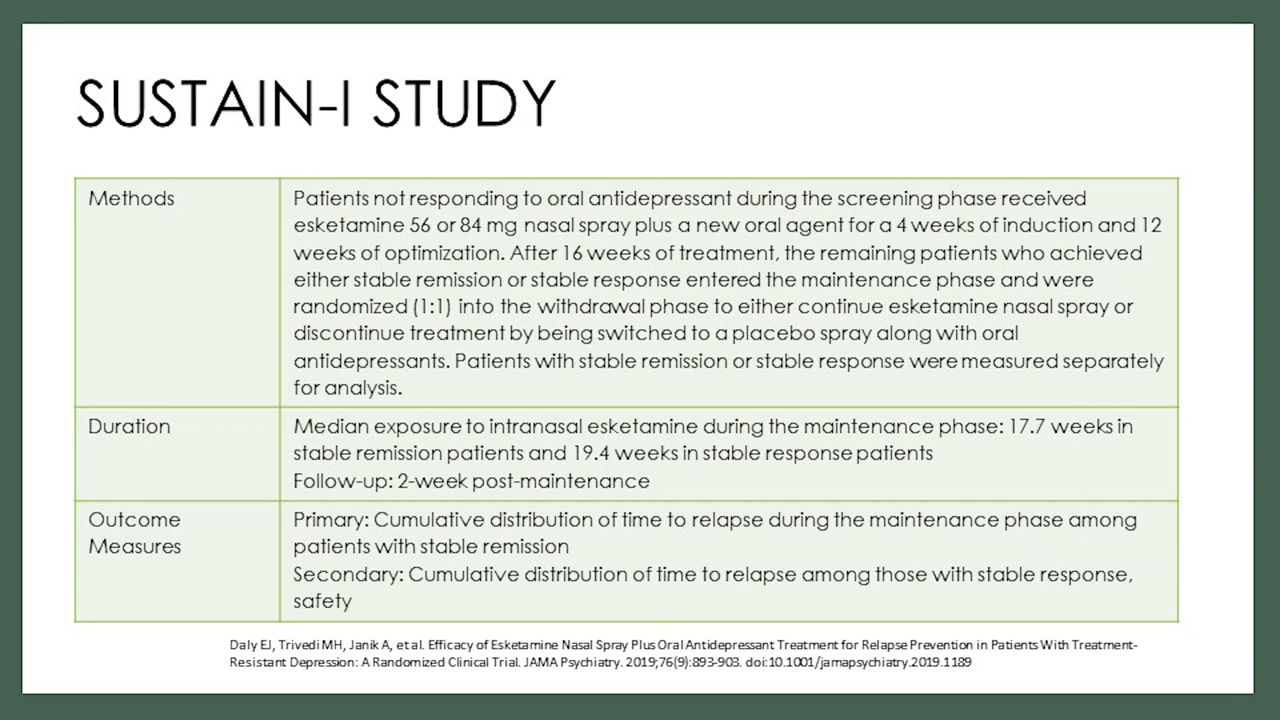 SUSTAIN-I STUDY
Methods
Patients not responding to oral antidepressant during the screening phase received
esketamine 56 or 84 mg nasal spray plus a new oral agent for a 4 weeks of induction and 12
weeks of optimization. After 16 weeks of treatment, the remaining patients who achieved
either stable remission or stable response entered the maintenance phase and were
randomized (1:1) into the withdrawal phase to either continue esketamine nasal spray or
discontinue treatment by being switched to a placebo spray along with oral
antidepressants. Patients with stable remission or stable response were measured separately
for analysis.
Duration
Median exposure to intranasal esketamine during the maintenance phase: 17.7 weeks in
stable remission patients and 19.4 weeks in stable response patients
Follow-up: 2-week post-maintenance
Outcome
Measures
Primary: Cumulative distribution of time to relapse during the maintenance phase among
patients with stable remission
Secondary: Cumulative distribution of time to relapse among those with stable response,
safety
Daly EJ, Trivedi MH, Janik A, et al. Efficacy of Esketamine Nasal Spray Plus Oral Antidepressant Treatment for Relapse Prevention in Patients With Treatment-
Resistant Depression: A Randomized Clinical Trial. JAMA Psychiatry. 2019;76(9):893-903. doi:10.1001/jamapsychiatry.2019.1189